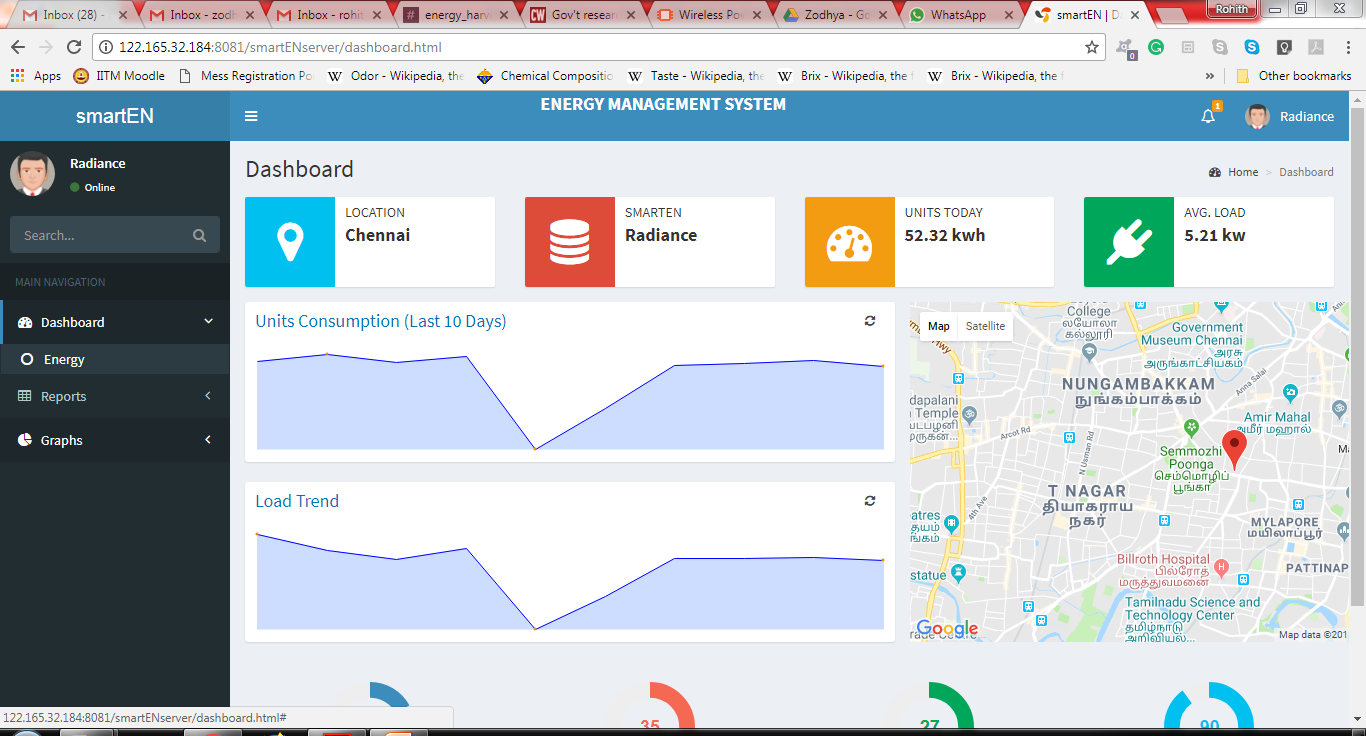 Inbox (28) -
Inbox - zodh
Inbox - rohit
energy_harv
Gov't resear
Wireless Pow
Zodhya - Go
WhatsApp
smartEN | D
Rohith
122.165.32.184:8081/smartENserver/dashboard.html
0
Apps
IITM Moodle
Mess Registration Po
Odor - Wikipedia, the
Chemical Compositio
Taste - Wikipedia, the
Brix - Wikipedia, the f
Brix - Wikipedia, the f
»
Other bookmarks
smartEN
ENERGY MANAGEMENT SYSTEM
1
Radiance
Radiance
Online
Search...
MAIN NAVIGATION
Dashboard
Energy
Reports
Graphs
Dashboard
Home > Dashboard
LOCATION
Chennai
SMARTEN
Radiance
UNITS TODAY
52.32 kwh
AVG. LOAD
5.21 kw
Units Consumption (Last 10 Days)
Load Trend
Map
Satellite
College
லயோலா
கல்லூரி
Government
Museum Chennai
அரசு
அருங்காட்சியகம்
NUNGAMBAKKAM
நுங்கம்பாக்கம்
Anna Salai
dapalani
Temple
Arcot Rd
N Usman Rd
Amir Mahal
அமீர் மஹால்
Semmozhi
Poonga
செம்மொழிப்
பூங்கா
T NAGAR
தியாகராய
நகர்
4th Ave
MYLAPORE
மயிலாப்பூர்
Billroth Hospital
பில்ரோத்
மருத்துவமனை
PATTINAP
statue
Tamilnadu Science and
Technology Center
தமிழ்நாடு
அறிவியல்...
Google
Map data ©201
35
27
90
122.165.32.184:8081/smartENserver/dashboard.html#